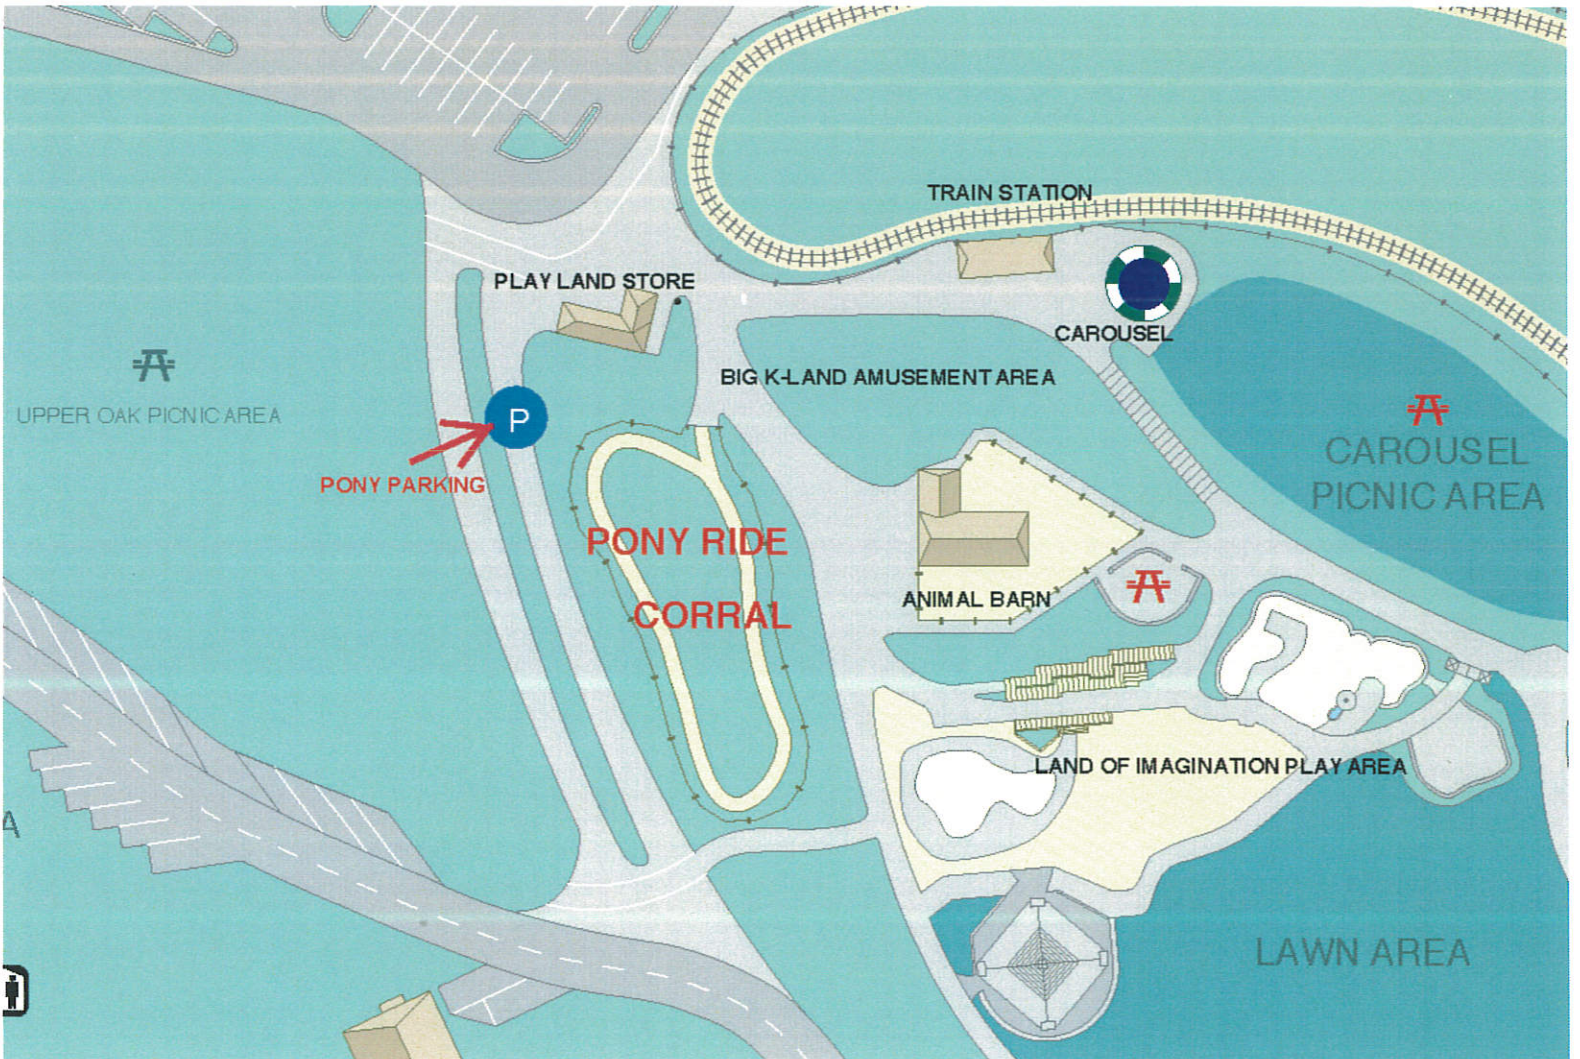 TRAIN STATION
PLAY LAND STORE
CAROUSEL
BIG K-LAND AMUSEMENT AREA
UPPER OAK PICNIC AREA
P
PONY PARKING
CAROUSEL
PICNIC AREA
PONY RIDE
CORRAL
ANIMAL BARN
LAND OF IMAGINATION PLAY AREA
A
LAWN AREA